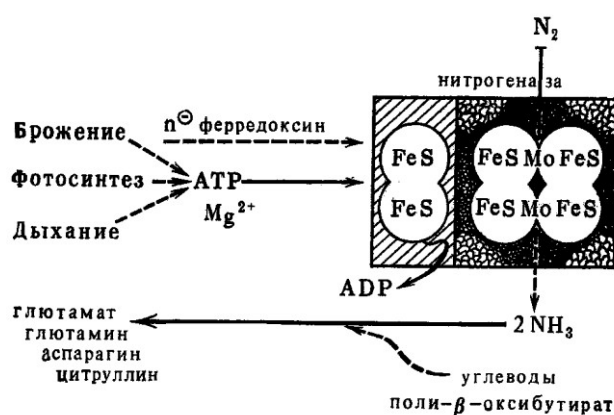 N₂
нитрогеназа
n⊖ ферредоксин
Брожение
Фотосинтез
Дыхание
ATP
Mg²⁺
FeS
FeS
FeS Mo FeS
FeS Mo FeS
ADP
2 NH₃
глютамат
глютамин
аспарагин
цитруллин
углеводы
поли-β-оксибутират